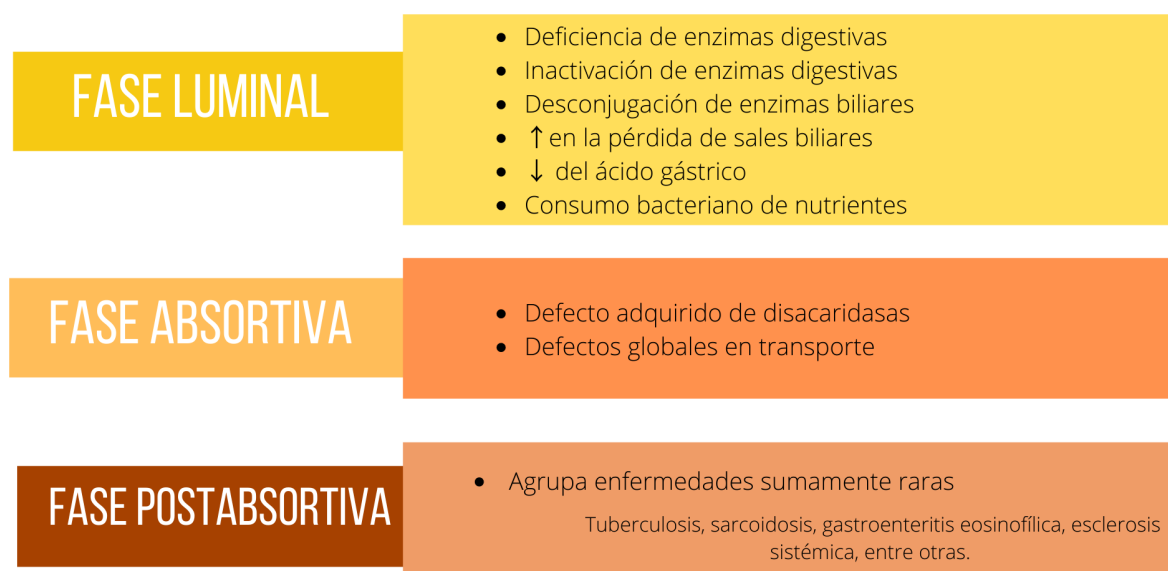 FASE LUMINAL
• Deficiencia de enzimas digestivas
• Inactivación de enzimas digestivas
• Desconjugación de enzimas biliares
• ↑ en la pérdida de sales biliares
• ↓ del ácido gástrico
• Consumo bacteriano de nutrientes
FASE ABSORTIVA
• Defecto adquirido de disacaridasas
• Defectos globales en transporte
FASE POSTABSORTIVA
• Agrupa enfermedades sumamente raras
Tuberculosis, sarcoidosis, gastroenteritis eosinofílica, esclerosis
sistémica, entre otras.